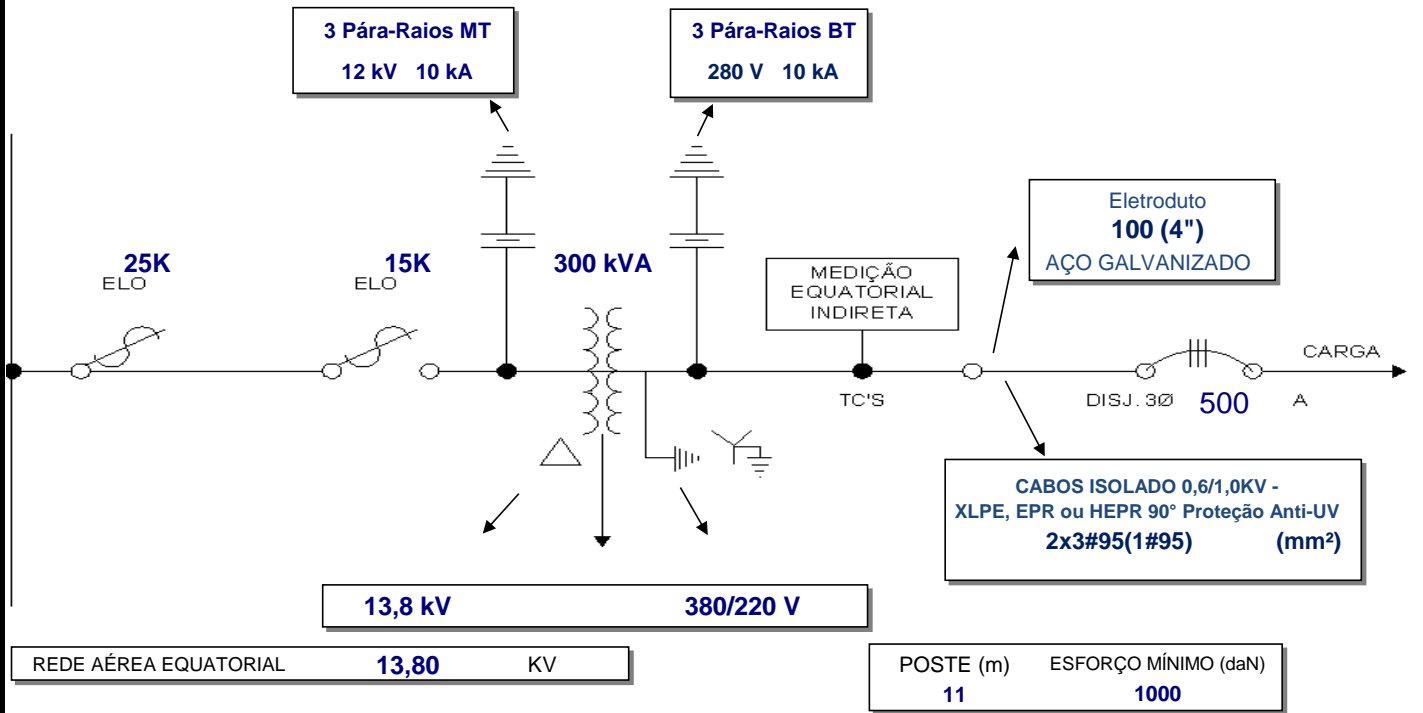 3 Pára-Raios MT
12 kV 10 kA
3 Pára-Raios BT
280 V 10 kA
Eletroduto
100 (4")
AÇO GALVANIZADO
25K
ELO
15K
ELO
300 kVA
MEDIÇÃO
EQUATORIAL
INDIRETA
CARGA
TC'S
DISJ. 3Ø 500 A
CABOS ISOLADO 0,6/1,0KV -
XLPE, EPR ou HEPR 90° Proteção Anti-UV
2x3#95(1#95) (mm²)
13,8 kV 380/220 V
REDE AÉREA EQUATORIAL 13,80 KV
POSTE (m) ESFORÇO MÍNIMO (daN)
11 1000